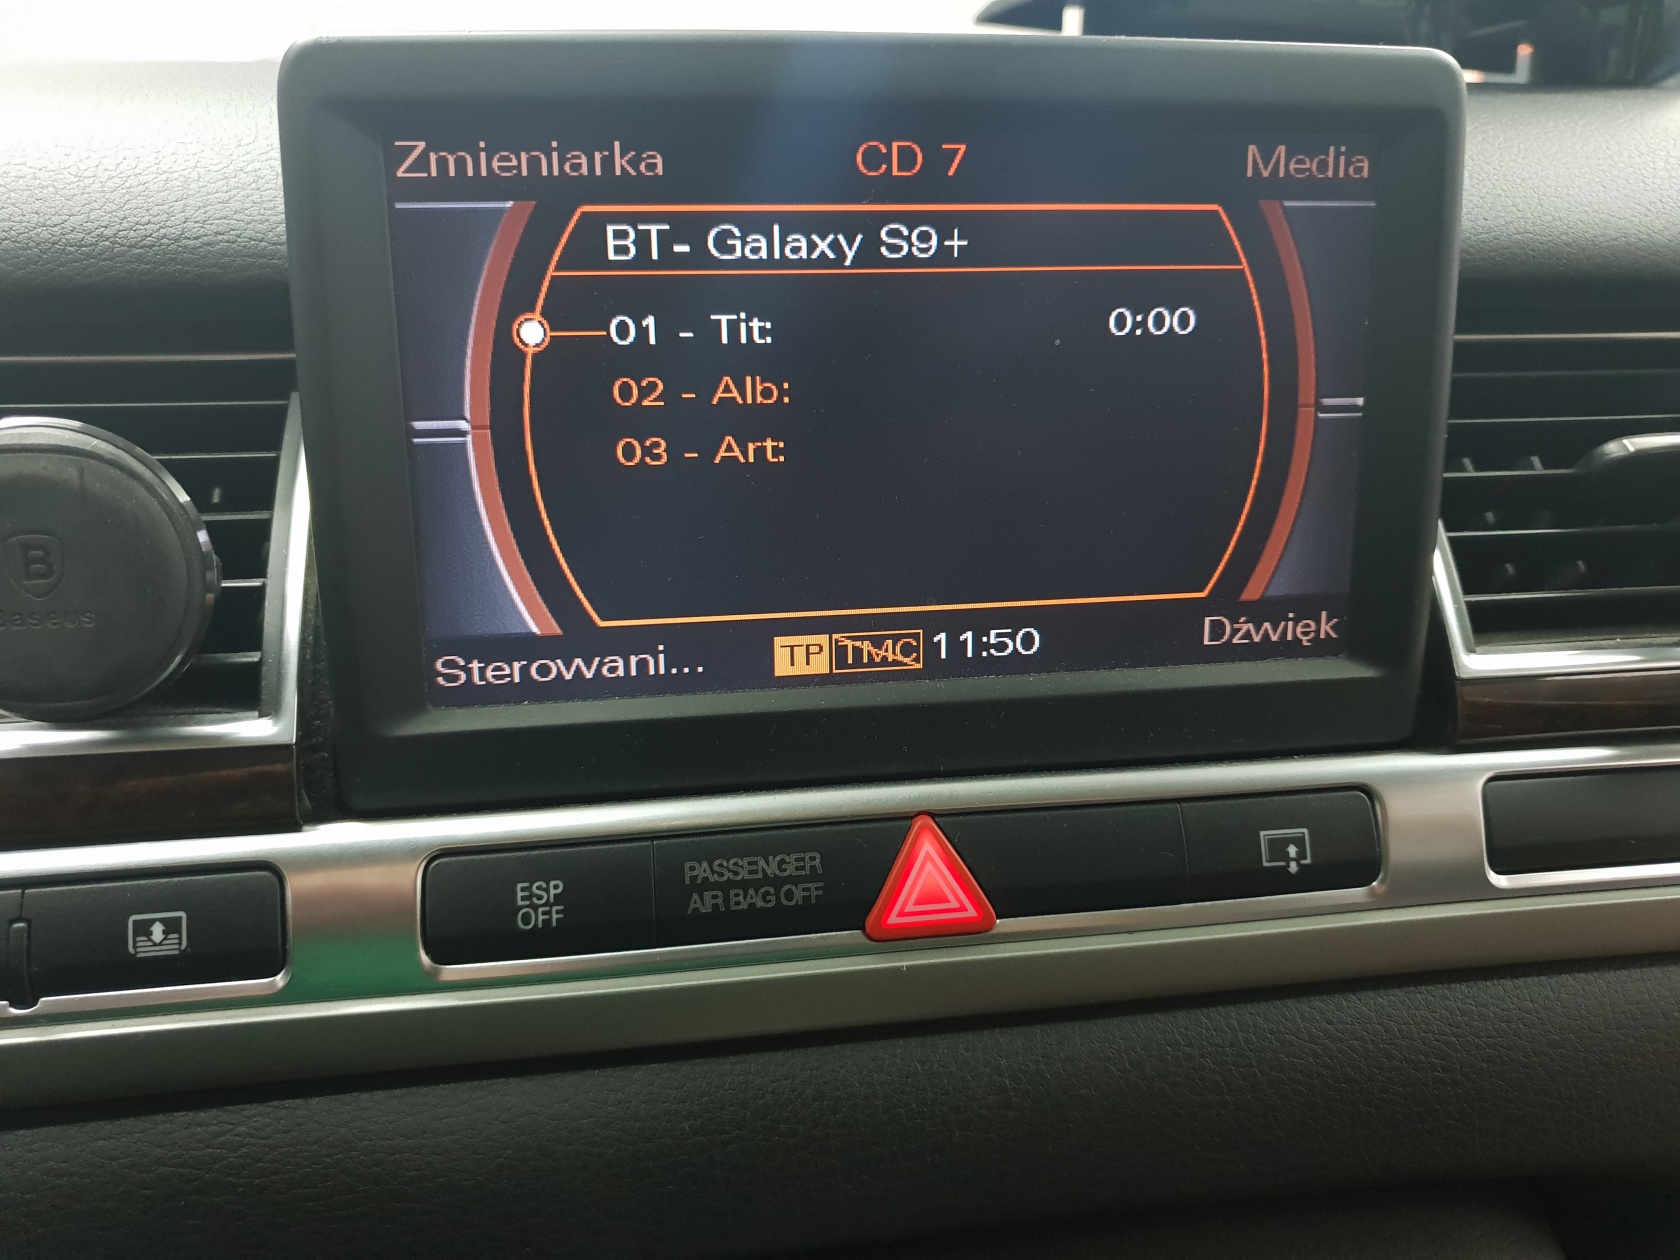 Zmieniarka CD 7 Media
BT- Galaxy S9+
01 - Tit: 0:00
02 - Alb:
03 - Art:
Sterowani... TP TMC 11:50 Dźwięk
B
Baseus
ESP
OFF
PASSENGER
AIR BAG OFF